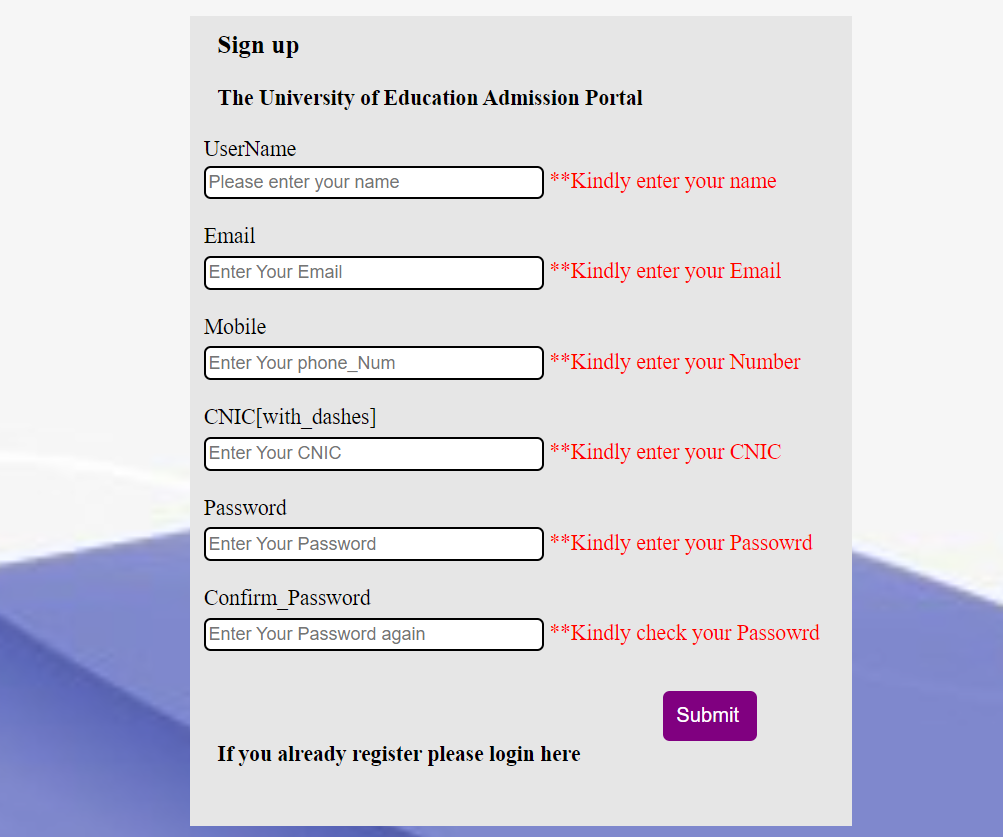 Sign up
The University of Education Admission Portal
UserName
Please enter your name **Kindly enter your name
Email
Enter Your Email **Kindly enter your Email
Mobile
Enter Your phone_Num **Kindly enter your Number
CNIC[with_dashes]
Enter Your CNIC **Kindly enter your CNIC
Password
Enter Your Password **Kindly enter your Passowrd
Confirm_Password
Enter Your Password again **Kindly check your Passowrd
Submit
If you already register please login here